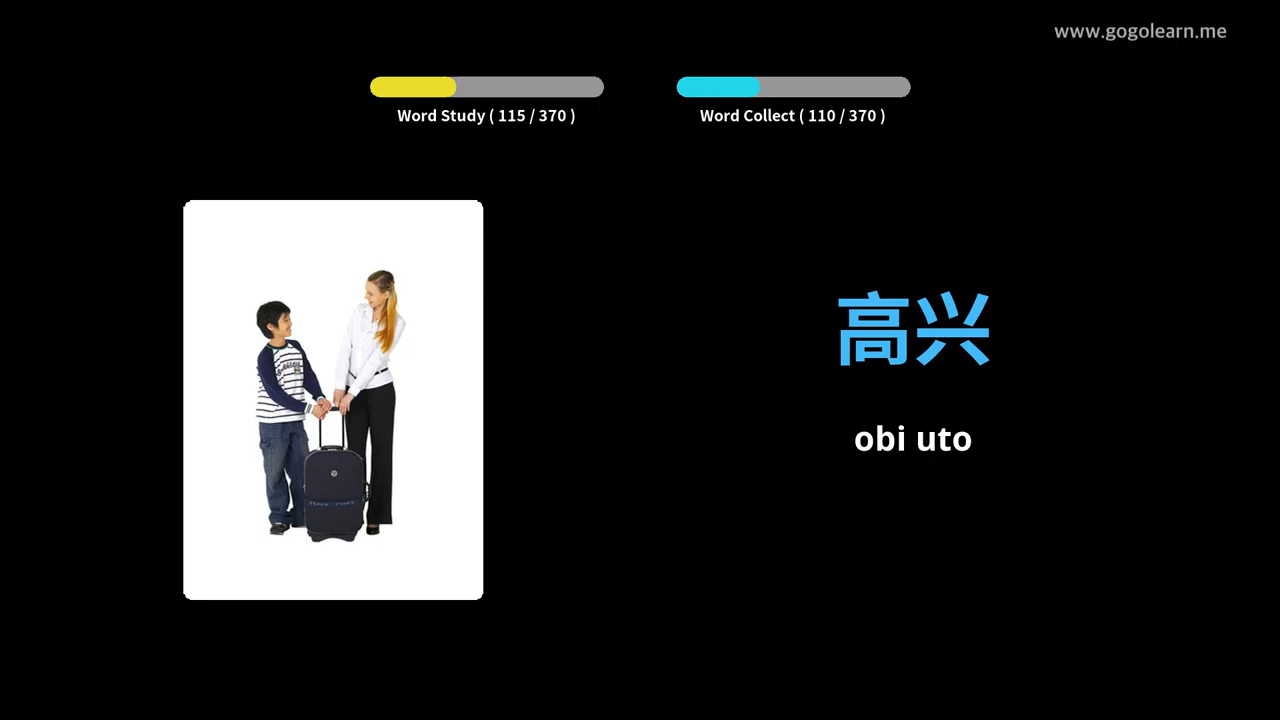 www.gogolearn.me
Word Study ( 115 / 370 )
Word Collect ( 110 / 370 )
高兴
obi uto